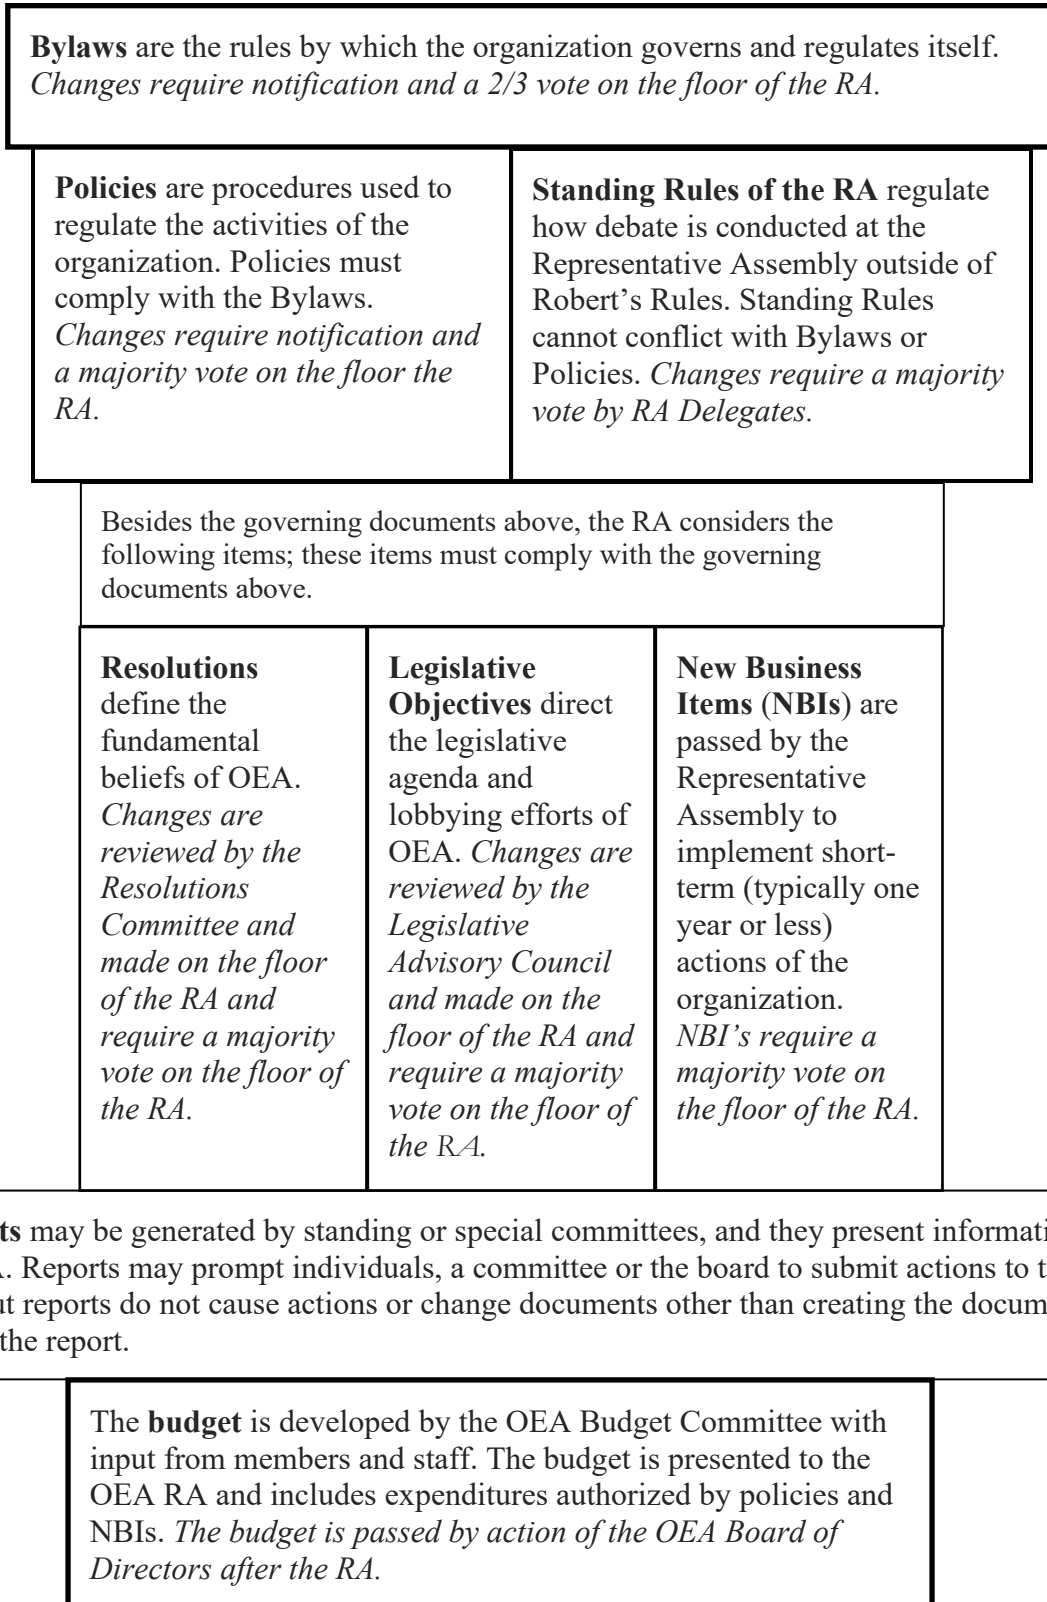 Bylaws are the rules by which the organization governs and regulates itself.
Changes require notification and a 2/3 vote on the floor of the RA.
Policies are procedures used to
regulate the activities of the
organization. Policies must
comply with the Bylaws.
Changes require notification and
a majority vote on the floor the
RA.
Standing Rules of the RA regulate
how debate is conducted at the
Representative Assembly outside of
Robert’s Rules. Standing Rules
cannot conflict with Bylaws or
Policies. Changes require a majority
vote by RA Delegates.
Besides the governing documents above, the RA considers the
following items; these items must comply with the governing
documents above.
Resolutions
define the
fundamental
beliefs of OEA.
Changes are
reviewed by the
Resolutions
Committee and
made on the floor
of the RA and
require a majority
vote on the floor of
the RA.
Legislative
Objectives direct
the legislative
agenda and
lobbying efforts of
OEA. Changes are
reviewed by the
Legislative
Advisory Council
and made on the
floor of the RA and
require a majority
vote on the floor of
the RA.
New Business
Items (NBIs) are
passed by the
Representative
Assembly to
implement short-
term (typically one
year or less)
actions of the
organization.
NBI’s require a
majority vote on
the floor of the RA.
may be generated by standing or special committees, and they present
Reports may prompt individuals, a committee or the board to submit actions to
reports do not cause actions or change documents other than creating the
the report.
The budget is developed by the OEA Budget Committee with
input from members and staff. The budget is presented to the
OEA RA and includes expenditures authorized by policies and
NBIs. The budget is passed by action of the OEA Board of
Directors after the RA.